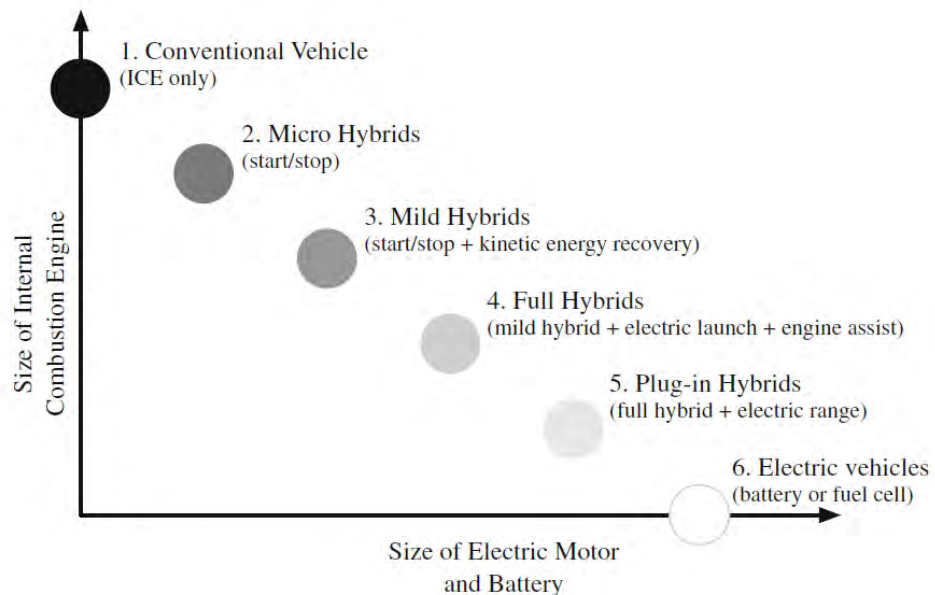 1. Conventional Vehicle
(ICE only)
2. Micro Hybrids
(start/stop)
3. Mild Hybrids
(start/stop + kinetic energy recovery)
4. Full Hybrids
(mild hybrid + electric launch + engine assist)
5. Plug-in Hybrids
(full hybrid + electric range)
6. Electric vehicles
(battery or fuel cell)
Size of Internal
Combustion Engine
Size of Electric Motor
and Battery